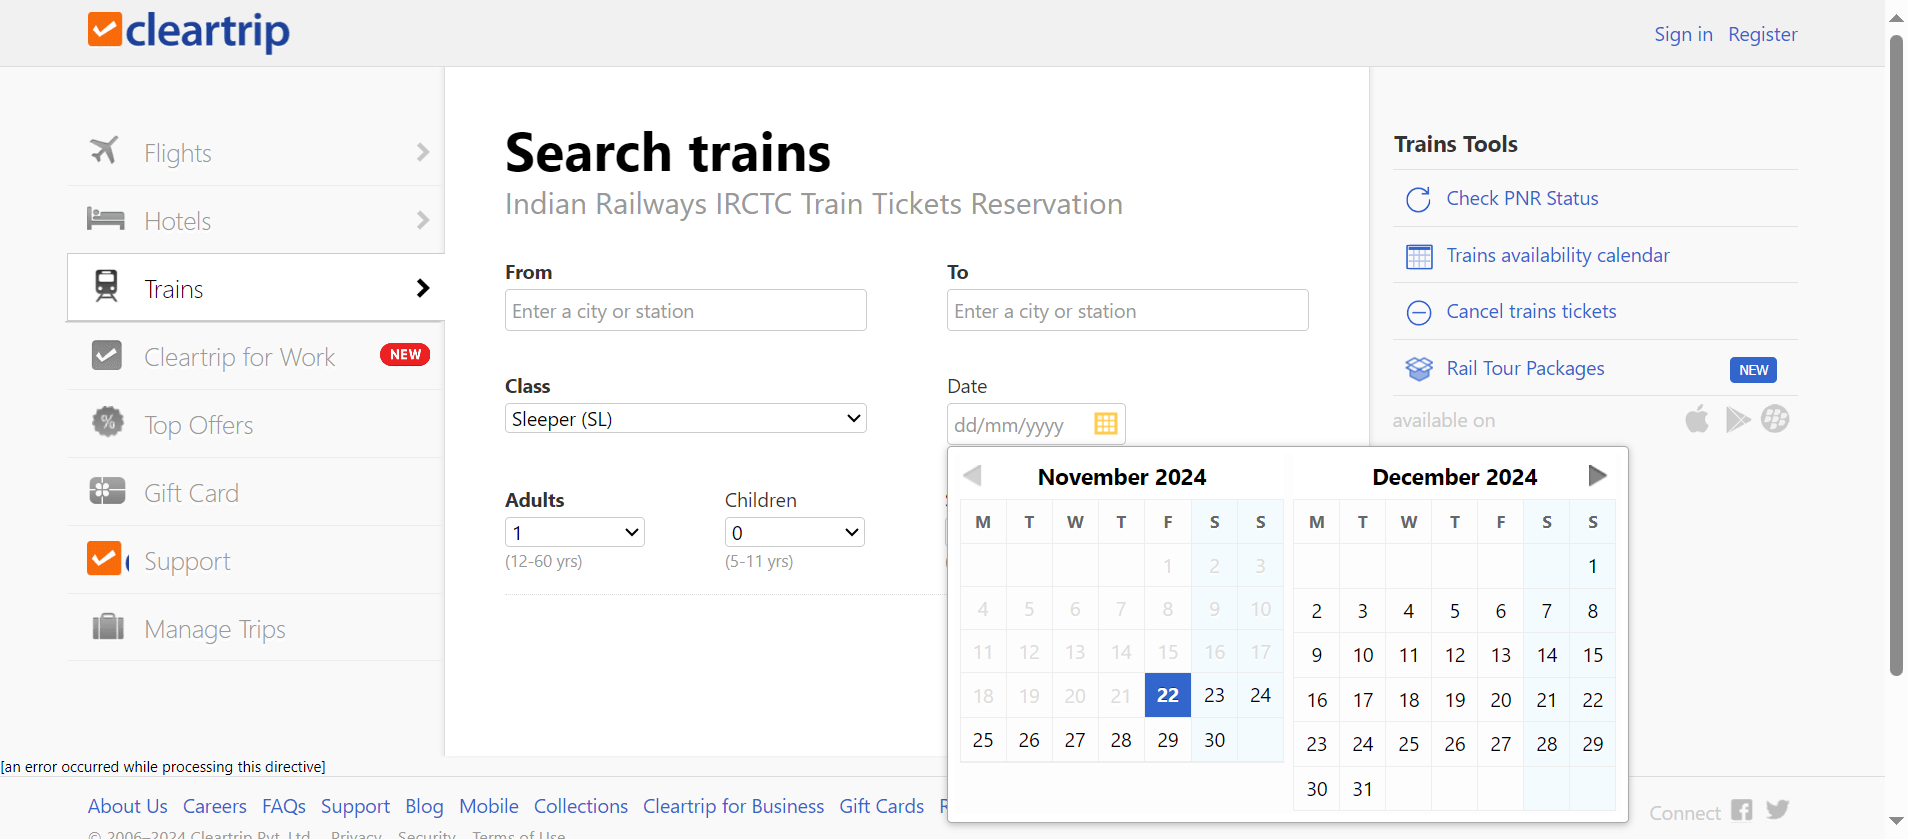 cleartrip
Sign in Register
Flights
Hotels
Trains
Cleartrip for Work NEW
Top Offers
Gift Card
Support
Manage Trips
Search trains
Indian Railways IRCTC Train Tickets Reservation
From
Enter a city or station
To
Enter a city or station
Class
Sleeper (SL)
Date
dd/mm/yyyy
Adults
1
(12-60 yrs)
Children
0
(5-11 yrs)
November 2024
M T W T F S S
1 2 3
4 5 6 7 8 9 10
11 12 13 14 15 16 17
18 19 20 21 22 23 24
25 26 27 28 29 30
December 2024
M T W T F S S
1
2 3 4 5 6 7 8
9 10 11 12 13 14 15
16 17 18 19 20 21 22
23 24 25 26 27 28 29
30 31
Trains Tools
Check PNR Status
Trains availability calendar
Cancel trains tickets
Rail Tour Packages NEW
available on
[an error occurred while processing this directive]
About Us Careers FAQs Support Blog Mobile Collections Cleartrip for Business Gift Cards
Connect
© 2006–2024 Cleartrip Pvt. Ltd. Privacy Security Terms of Use